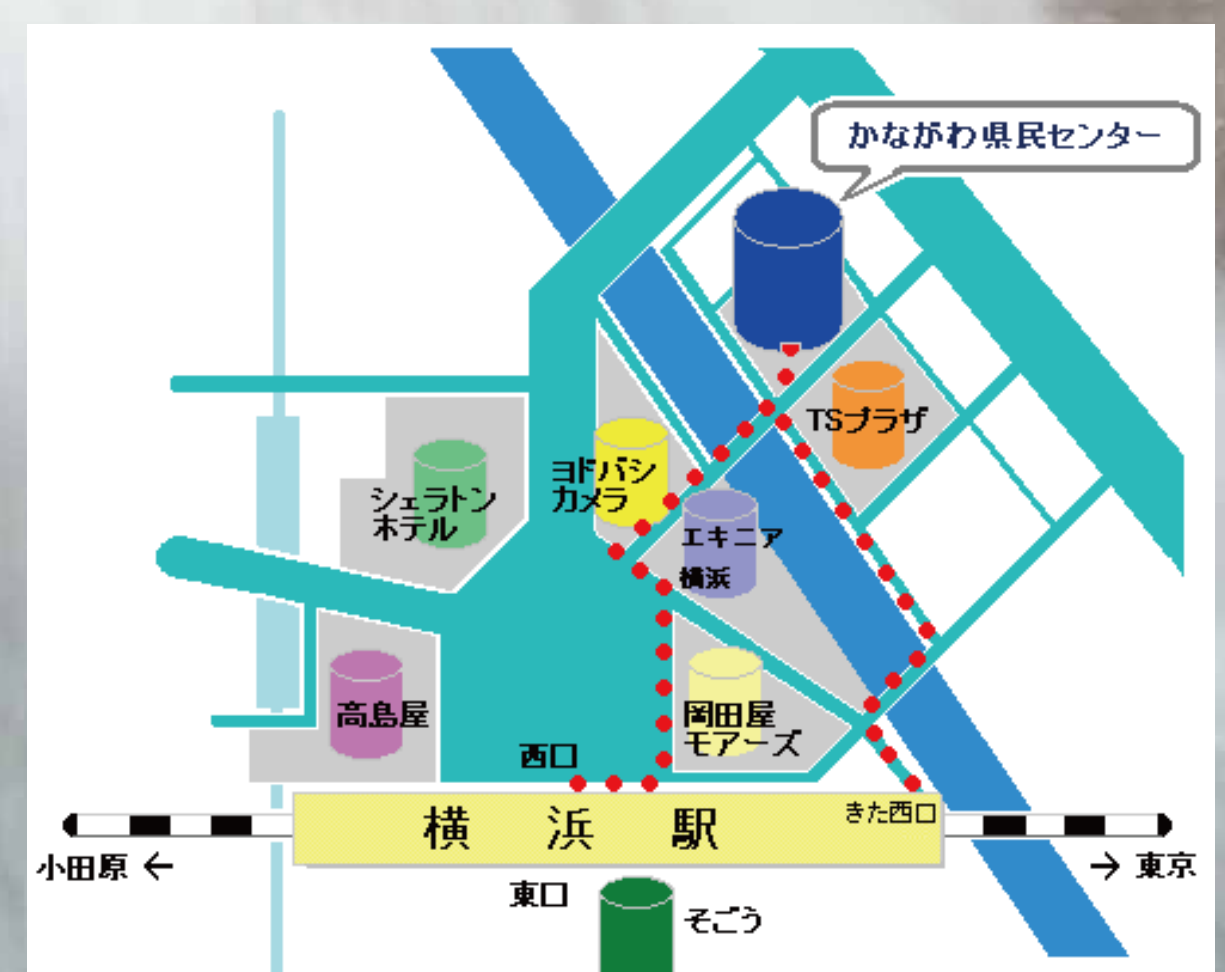 かながわ県民センター
TSプラザ
ヨドバシ
カメラ
シェラトン
ホテル
エキニア
横浜
高島屋
岡田屋
モアーズ
西口
横浜駅
きた西口
小田原 ←
→ 東京
東口
そごう